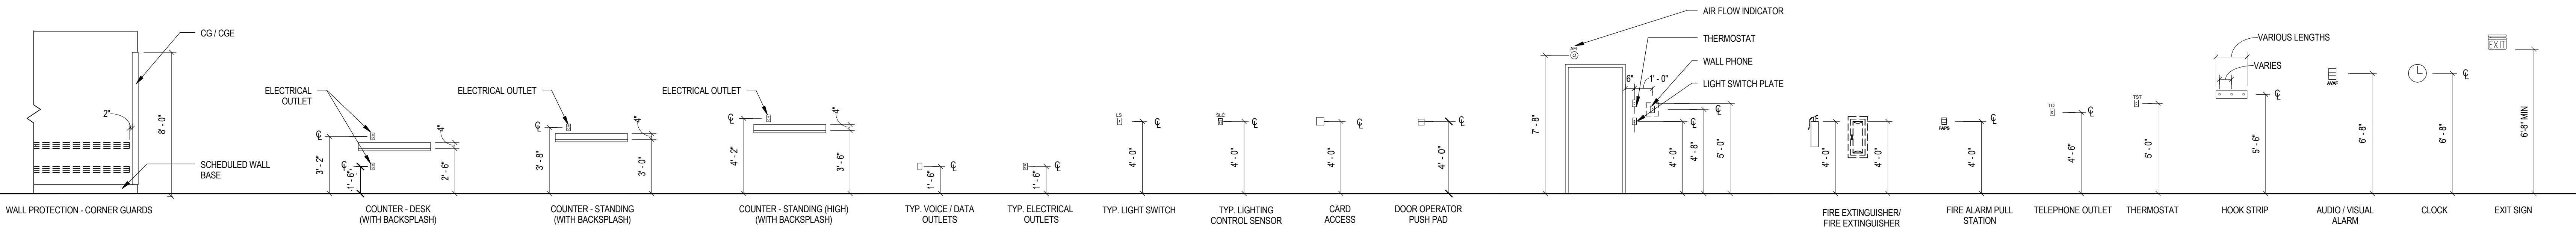 CG / CGE
2"
8' - 0"
SCHEDULED WALL
BASE
WALL PROTECTION - CORNER GUARDS
ELECTRICAL
OUTLET
℄
3' - 2"
℄
1' - 6"
4"
2' - 6"
COUNTER - DESK
(WITH BACKSPLASH)
ELECTRICAL OUTLET
℄
3' - 8"
4"
3' - 0"
COUNTER - STANDING
(WITH BACKSPLASH)
ELECTRICAL OUTLET
℄
4' - 2"
4"
3' - 6"
COUNTER - STANDING (HIGH)
(WITH BACKSPLASH)
℄
1' - 6"
TYP. VOICE / DATA
OUTLETS
℄
1' - 6"
TYP. ELECTRICAL
OUTLETS
LS
℄
4' - 0"
TYP. LIGHT SWITCH
SLC
℄
4' - 0"
TYP. LIGHTING
CONTROL SENSOR
℄
4' - 0"
CARD
ACCESS
℄
4' - 0"
DOOR OPERATOR
PUSH PAD
AIR FLOW INDICATOR
THERMOSTAT
WALL PHONE
LIGHT SWITCH PLATE
AFI
7' - 8"
6"
1' - 0"
℄
℄
4' - 0"
4' - 8"
5' - 0"
4' - 0"
4' - 0"
FIRE EXTINGUISHER/
FIRE EXTINGUISHER
FAPS
℄
4' - 0"
FIRE ALARM PULL
STATION
TO
℄
4' - 6"
TELEPHONE OUTLET
TST
5' - 0"
THERMOSTAT
VARIOUS LENGTHS
VARIES
℄
5' - 6"
HOOK STRIP
AVAF
6' - 8"
AUDIO / VISUAL
ALARM
℄
6' - 8"
CLOCK
EXIT
6'-8" MIN
EXIT SIGN